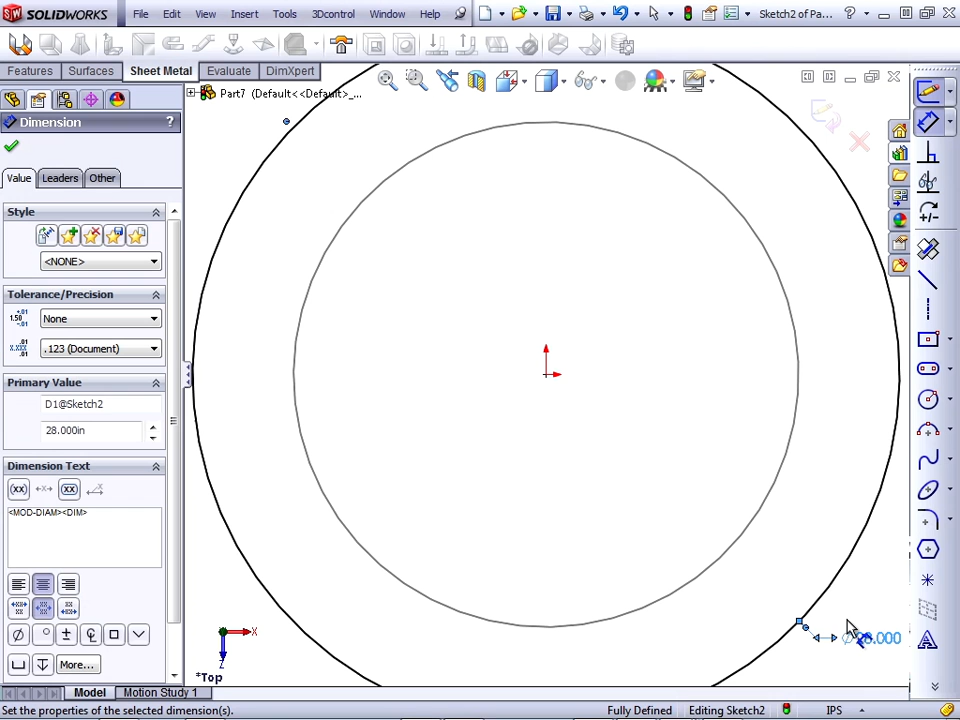 SOLIDWORKS File Edit View Insert Tools 3Dcontrol Window Help Sketch2 of Pa... ?
Features Surfaces Sheet Metal Evaluate DimXpert
Part7 (Default<<Default>_...
Dimension ?
Value Leaders Other
Style
<NONE>
Tolerance/Precision
None
.123 (Document)
Primary Value
D1@Sketch2
28.000in
Dimension Text
(xx) (xx)
<MOD-DIAM><DIM>
More...
X
Z
*Top
Model Motion Study 1
Set the properties of the selected dimension(s). Fully Defined Editing Sketch2 IPS